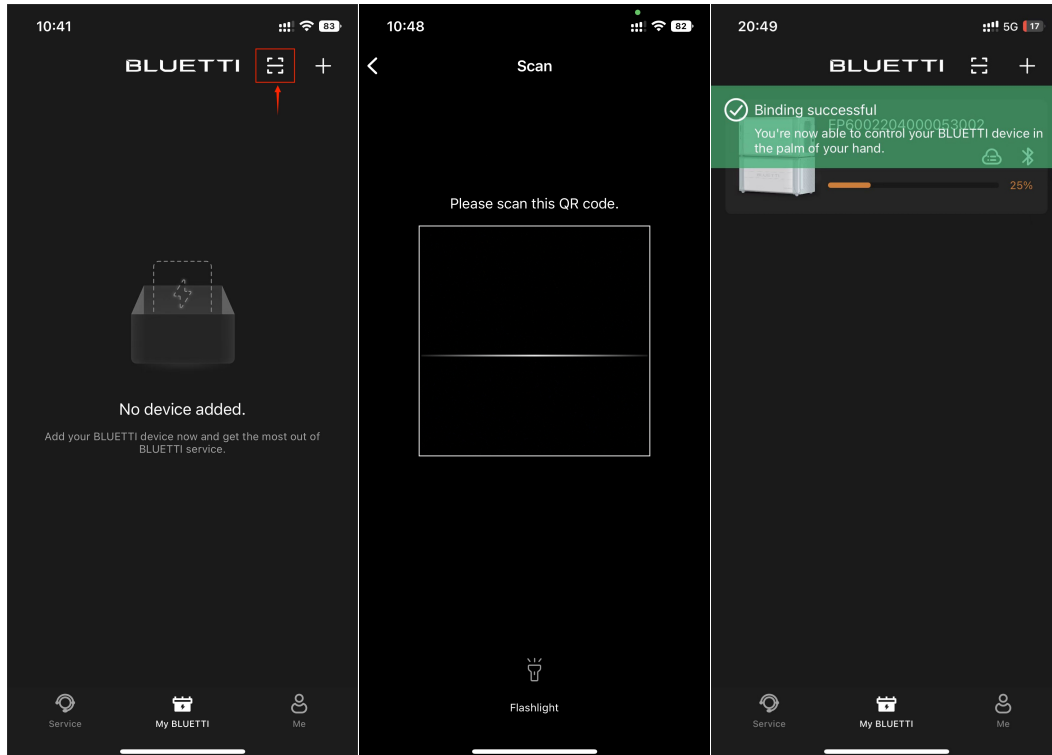 10:41
83
BLUETTI
No device added.
Add your BLUETTI device now and get the most out of
BLUETTI service.
Service
My BLUETTI
Me
10:48
82
Scan
Please scan this QR code.
Flashlight
20:49
5G 17
BLUETTI
Binding successful
EP6002204000053002
You're now able to control your BLUETTI device in
the palm of your hand.
25%
Service
My BLUETTI
Me